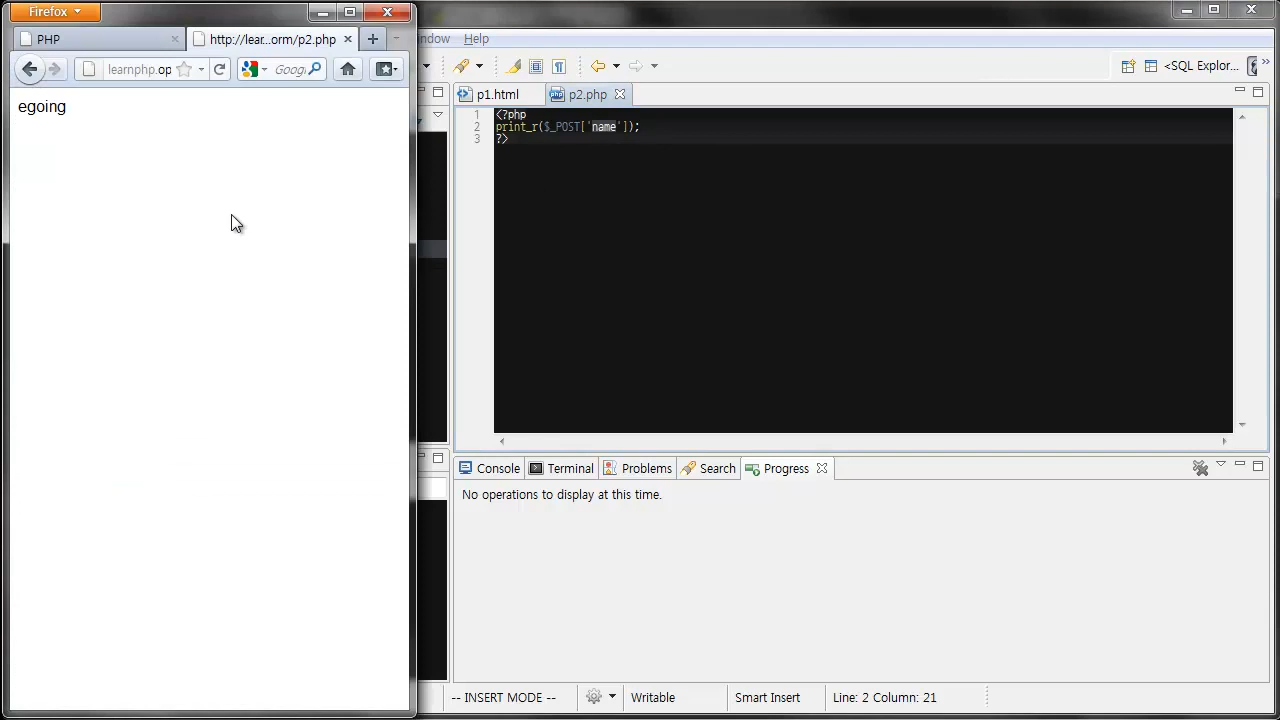 Firefox
PHP
http://lear...orm/p2.php
learnphp.op
Goog
egoing
ndow Help
<SQL Explor...
p1.html
p2.php
1 <?php
2 print_r($_POST['name']);
3 ?>
Console
Terminal
Problems
Search
Progress
No operations to display at this time.
-- INSERT MODE --
Writable
Smart Insert
Line: 2 Column: 21